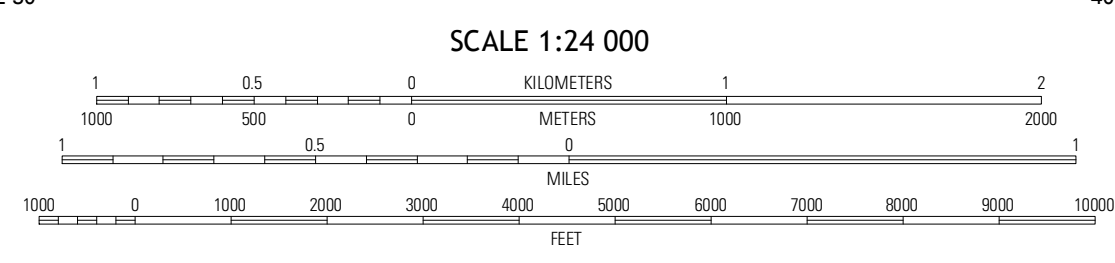 SCALE 1:24 000
1 0.5 0 KILOMETERS 1 2
1000 500 0 METERS 1000 2000
1 0.5 0 1
MILES
1000 0 1000 2000 3000 4000 5000 6000 7000 8000 9000 10000
FEET